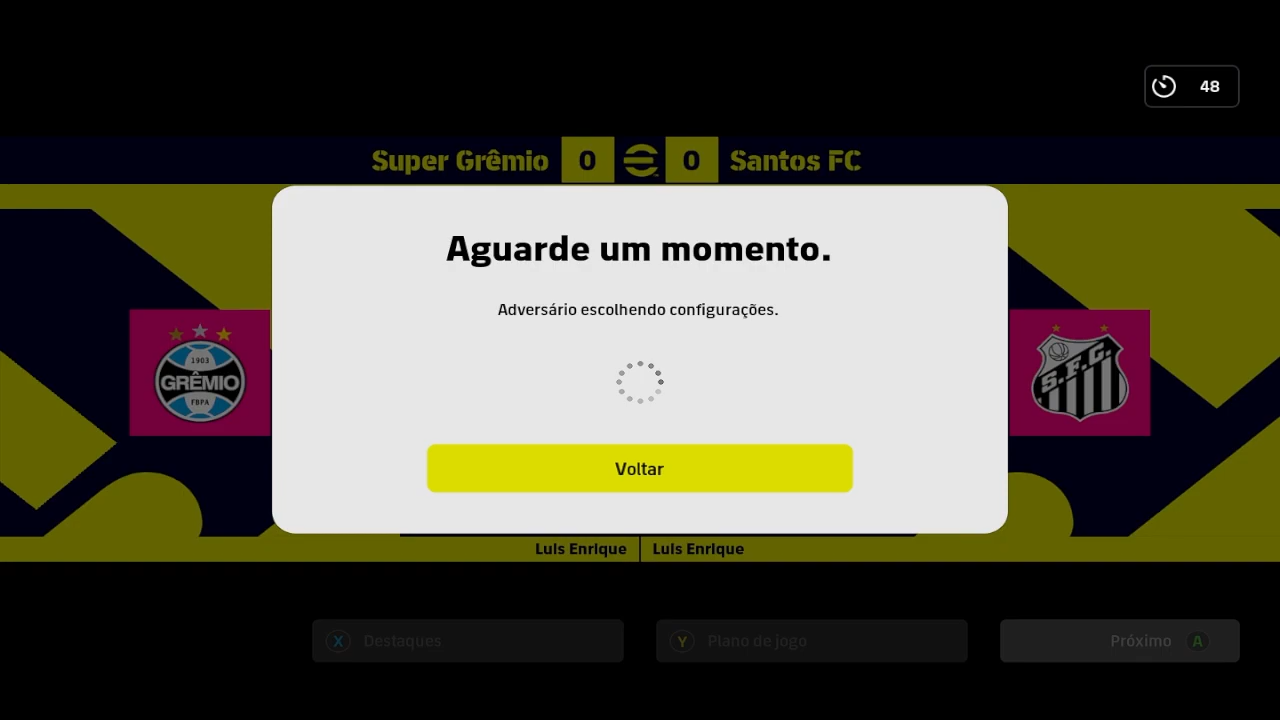 48
Super Grêmio 0 0 Santos FC
Aguarde um momento.
Adversário escolhendo configurações.
1903
GRÊMIO
FBPA
S.F.C.
Voltar
Luis Enrique Luis Enrique
X Destaques Y Plano de jogo Próximo A